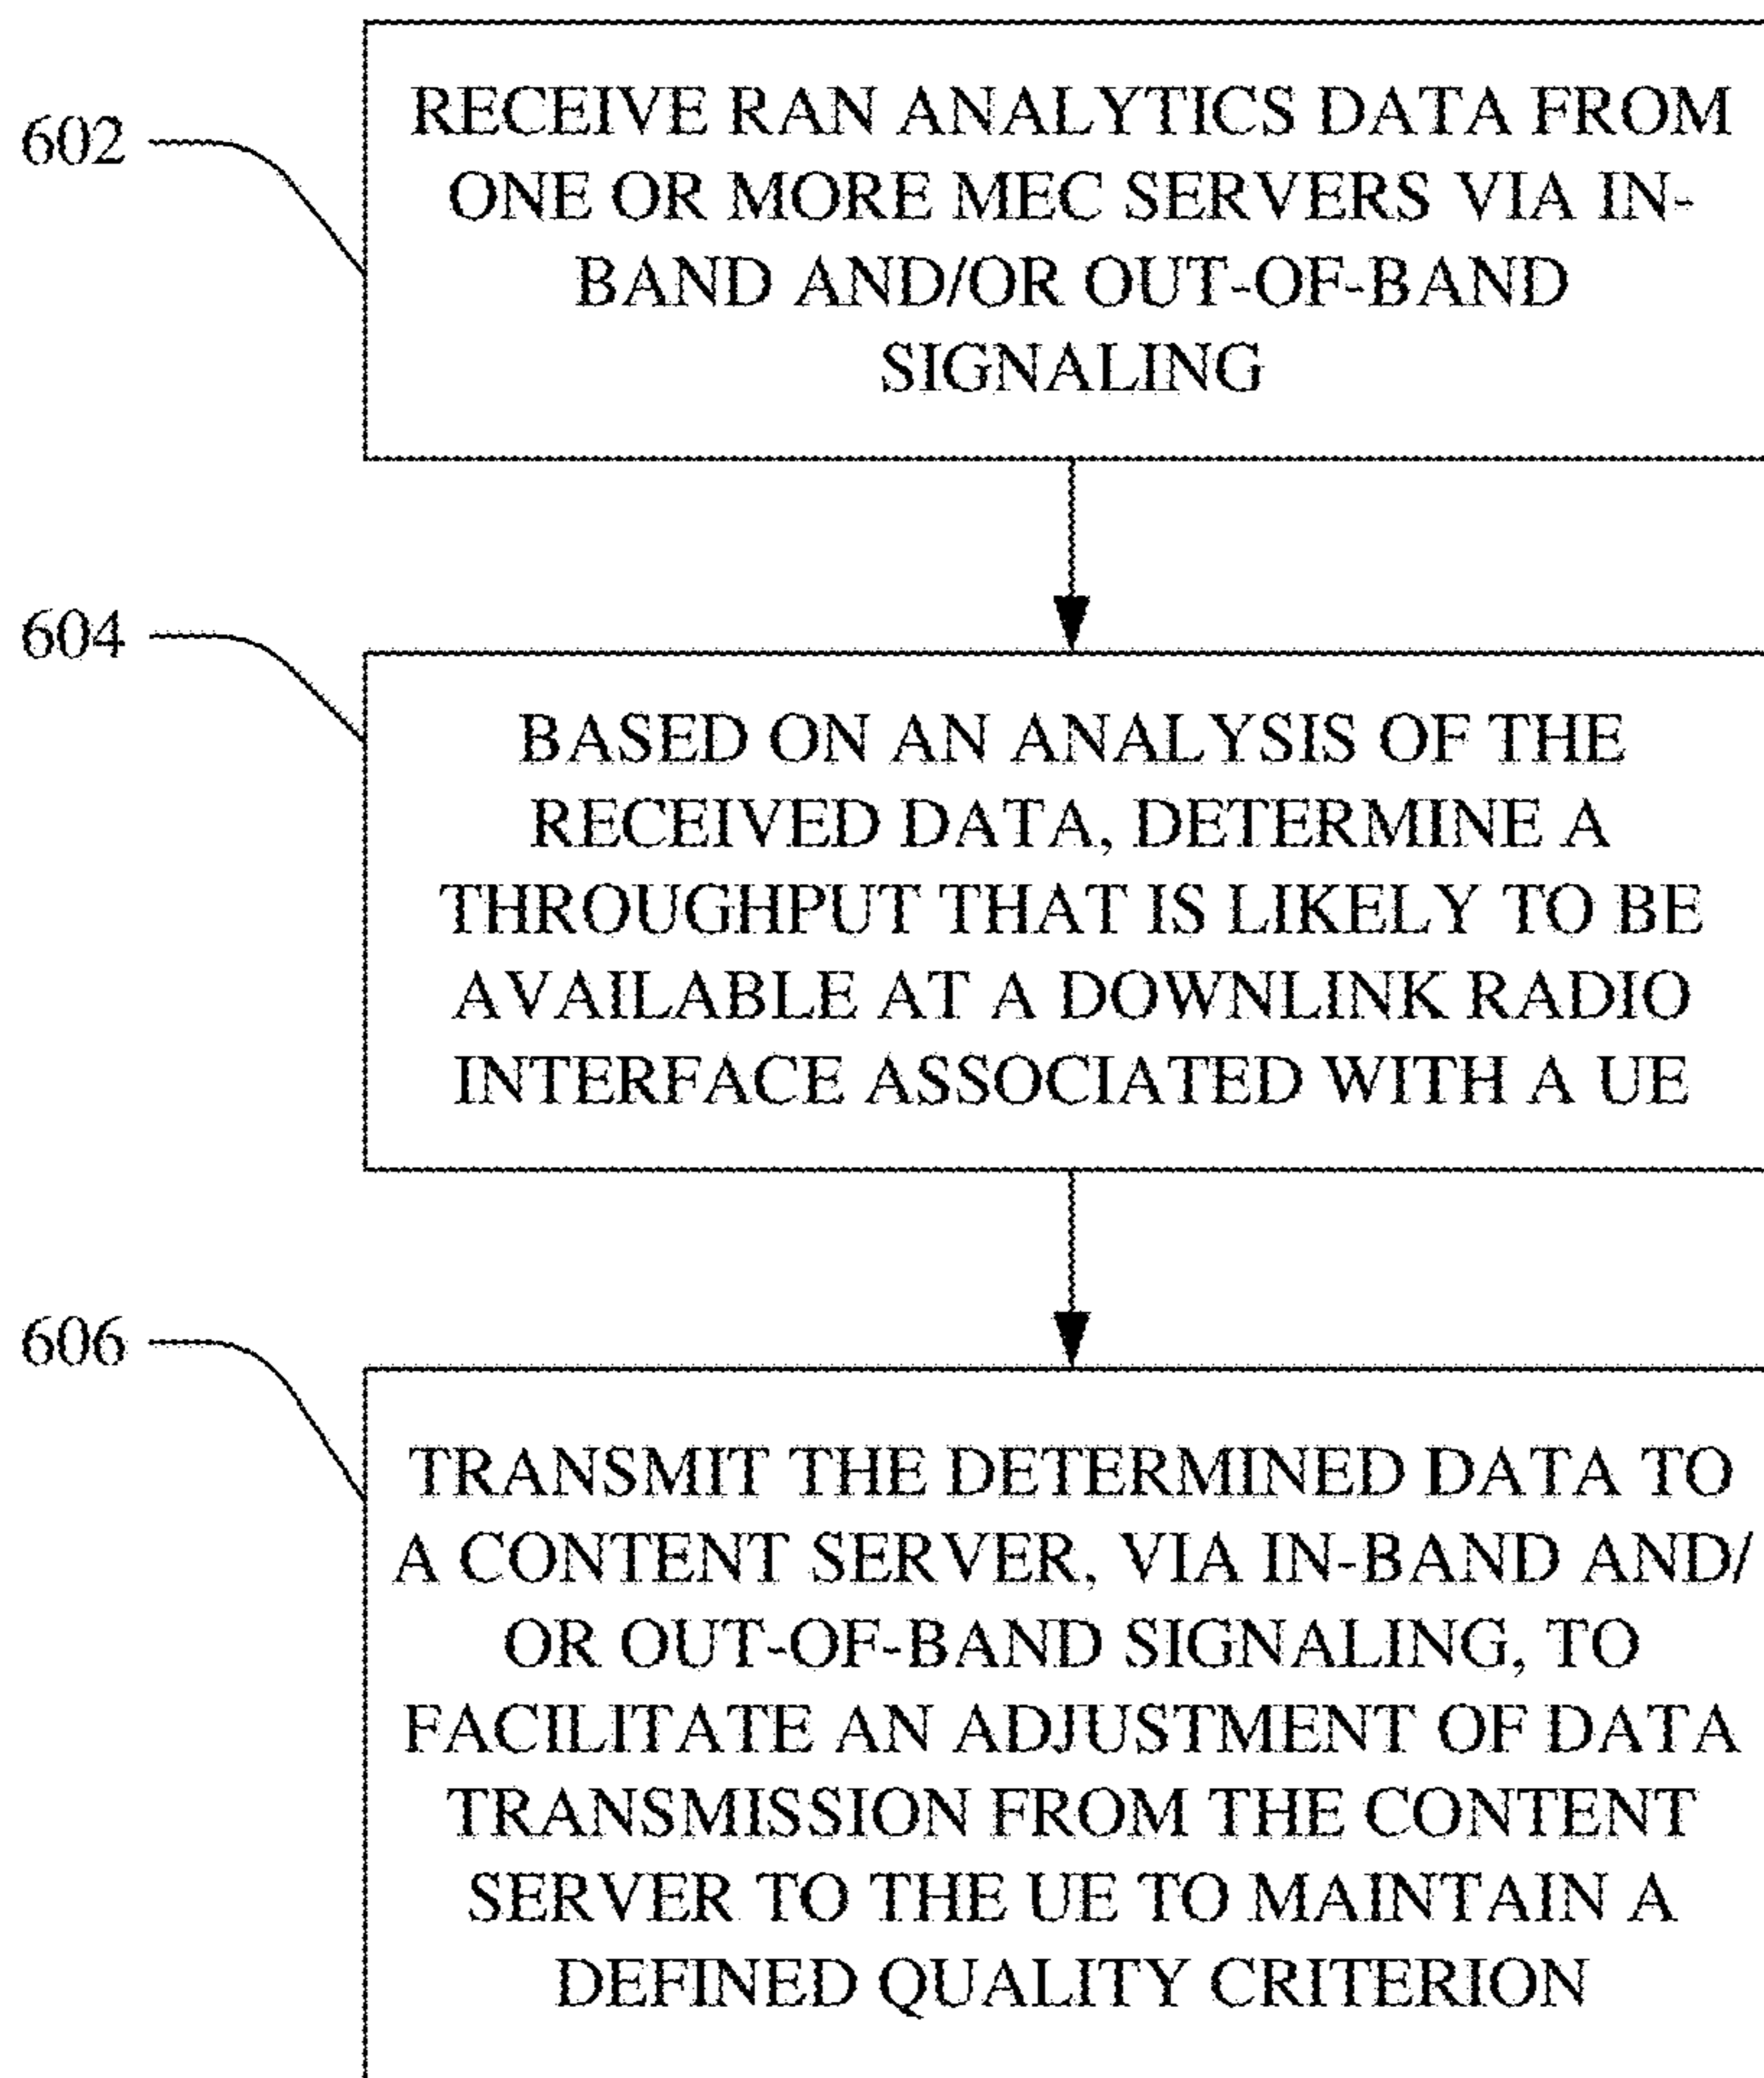 602
RECEIVE RAN ANALYTICS DATA FROM
ONE OR MORE MEC SERVERS VIA IN-
BAND AND/OR OUT-OF-BAND
SIGNALING
604
BASED ON AN ANALYSIS OF THE
RECEIVED DATA, DETERMINE A
THROUGHPUT THAT IS LIKELY TO BE
AVAILABLE AT A DOWNLINK RADIO
INTERFACE ASSOCIATED WITH A UE
606
TRANSMIT THE DETERMINED DATA TO
A CONTENT SERVER, VIA IN-BAND AND/
OR OUT-OF-BAND SIGNALING, TO
FACILITATE AN ADJUSTMENT OF DATA
TRANSMISSION FROM THE CONTENT
SERVER TO THE UE TO MAINTAIN A
DEFINED QUALITY CRITERION